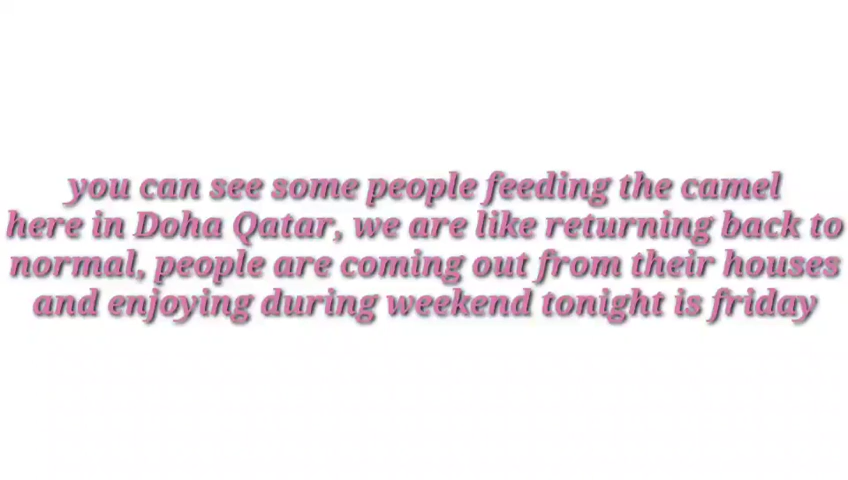 you can see some people feeding the camel
here in Doha Qatar, we are like returning back to
normal, people are coming out from their houses
and enjoying during weekend tonight is friday